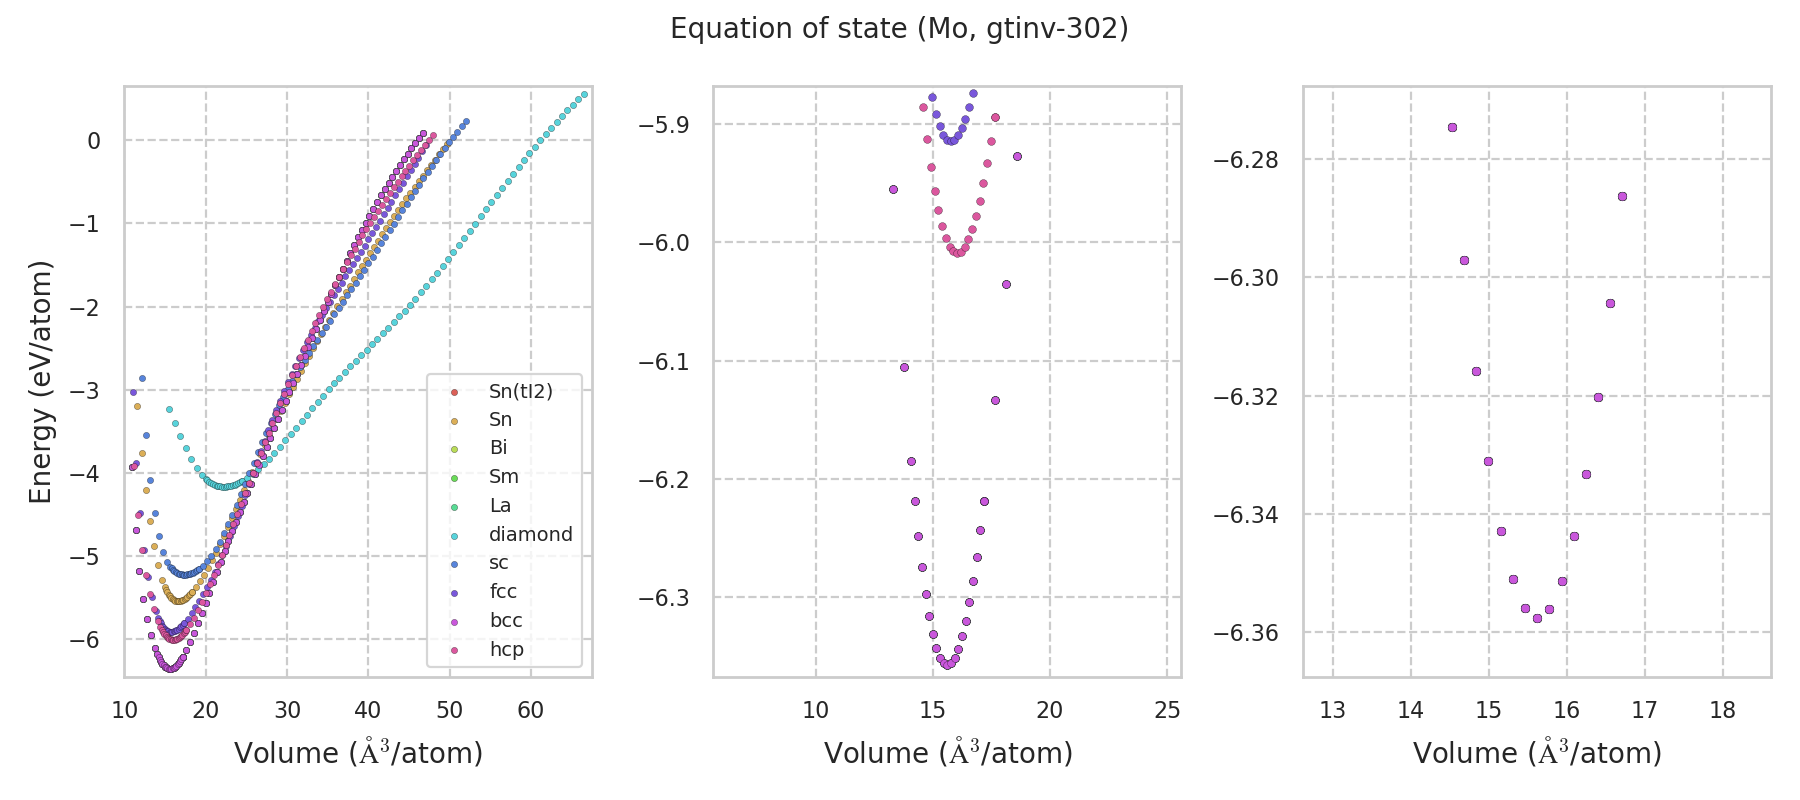 Equation of state (Mo, gtinv-302)
Energy (eV/atom)
0
−1
−2
−3
−4
−5
−6
10 20 30 40 50 60
Volume (Å³/atom)
Sn(tI2)
Sn
Bi
Sm
La
diamond
sc
fcc
bcc
hcp
−5.9
−6.0
−6.1
−6.2
−6.3
10 15 20 25
Volume (Å³/atom)
−6.28
−6.30
−6.32
−6.34
−6.36
13 14 15 16 17 18
Volume (Å³/atom)